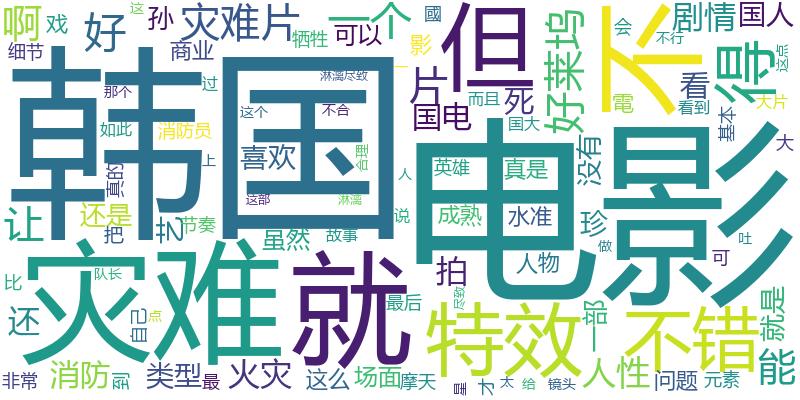 啊
戏
好
这
孙
灾难片
牺牲
一个
國
影
会
剧情
国人
细节
商业
可以
但
不
得
不行
这点
韩国
那个
过
淋漓尽致
一
片
好莱坞
看
如此
消防员
这个
不合
国电
而且
死
電
看到
大片
真的
上
喜欢
合理
国大
没有
基本
大
电影
人
英雄
真是
让
还是
把
艺
节奏
这部
淋漓
说
成熟
水准
珍
做
吐
虽然
故事
拍
人物
可
灾难
就
比
队长
还
自己
点
最后
尽致
特效
一部
不错
就是
能
非常
消防
到
类型
最
火灾
这么
场面
摩天
星
才
太
给
镜头
人性
问题
元素